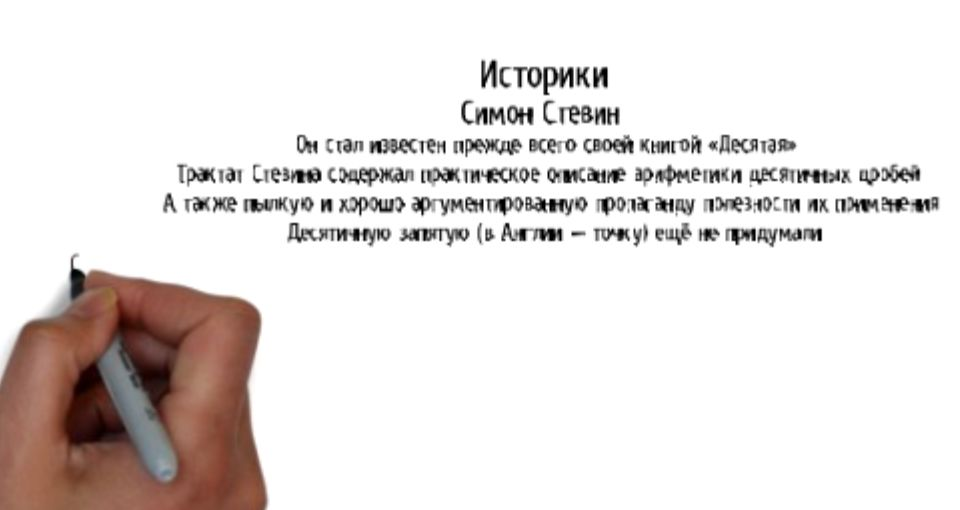 Историки
Симон Стевин
Он стал известен прежде всего своей книгой «Десятая»
Трактат Стевина содержал практическое описание арифметики десятичных дробей
А также пылкую и хорошо аргументированную пропаганду полезности их применения
Десятичную запятую (в Англии — точку) ещё не придумали